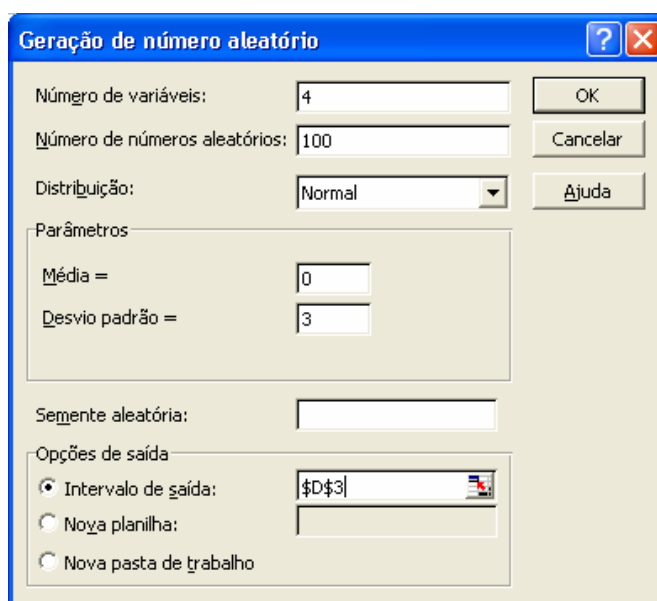 Geração de número aleatório
Número de variáveis: 4 OK
Número de números aleatórios: 100 Cancelar
Distribuição: Normal Ajuda
Parâmetros
Média = 0
Desvio padrão = 3
Semente aleatória:
Opções de saída
Intervalo de saída: $D$3
Nova planilha:
Nova pasta de trabalho